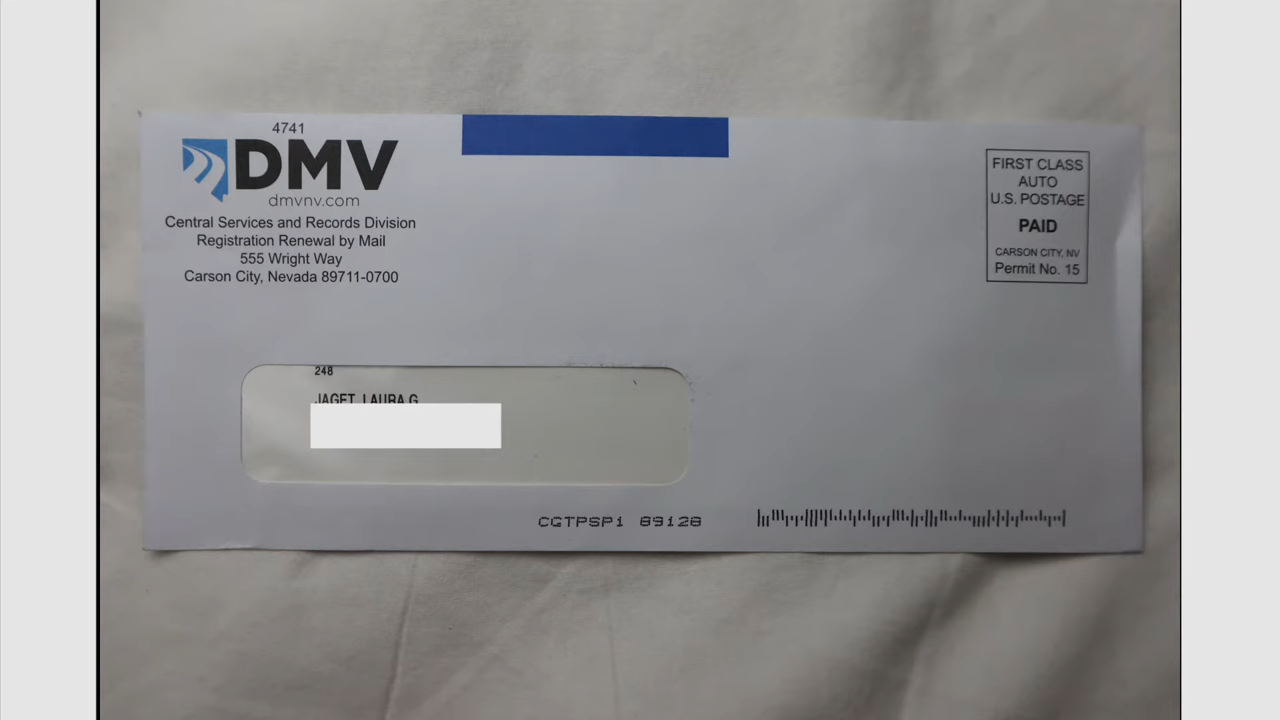 4741
DMV
dmvnv.com
Central Services and Records Division
Registration Renewal by Mail
555 Wright Way
Carson City, Nevada 89711-0700
FIRST CLASS
AUTO
U.S. POSTAGE
PAID
CARSON CITY, NV
Permit No. 15
248
JAGET LAURA G
CGTPSP1 89128